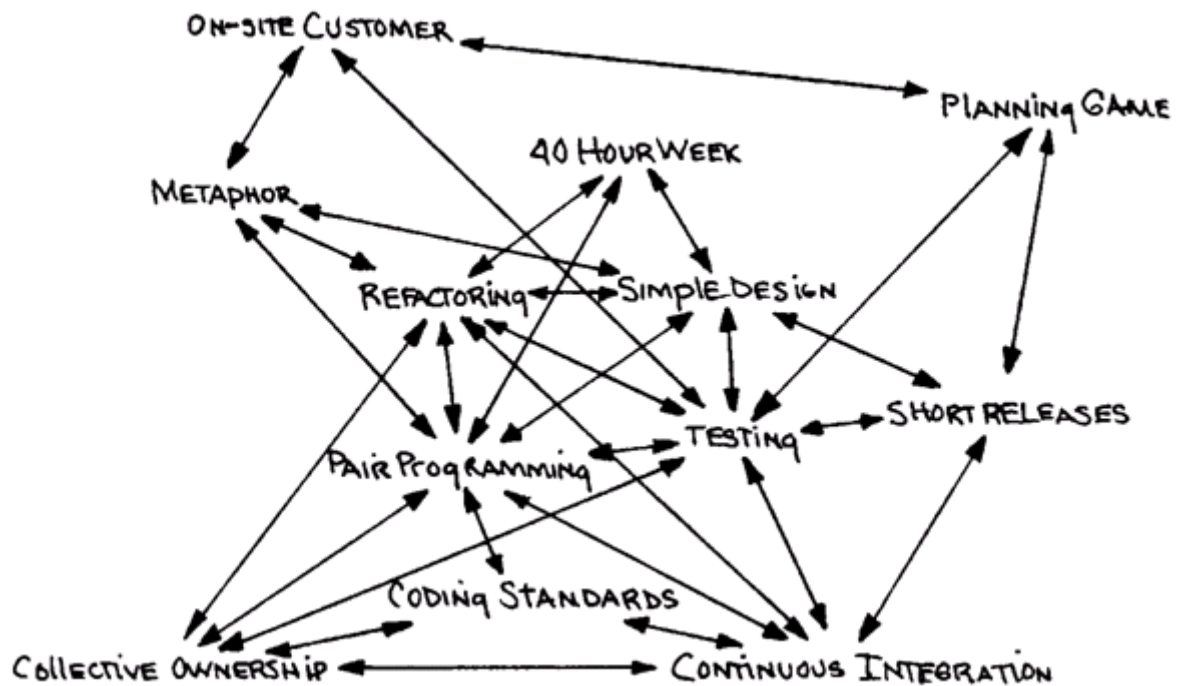 ON-SITE CUSTOMER
PLANNING GAME
40 HOUR WEEK
METAPHOR
REFACTORING
SIMPLE DESIGN
SHORT RELEASES
TESTING
PAIR PROGRAMMING
CODING STANDARDS
COLLECTIVE OWNERSHIP
CONTINUOUS INTEGRATION